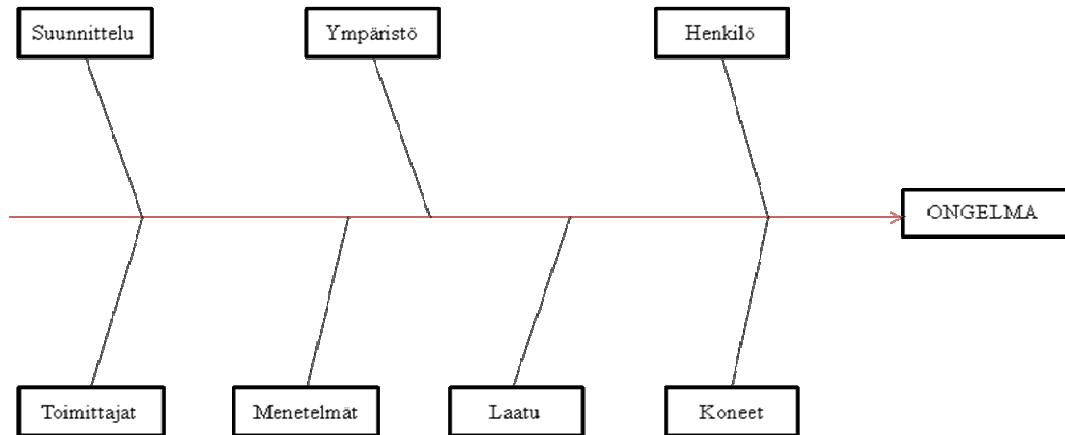 Suunnittelu
Ympäristö
Henkilö
ONGELMA
Toimittajat
Menetelmät
Laatu
Koneet